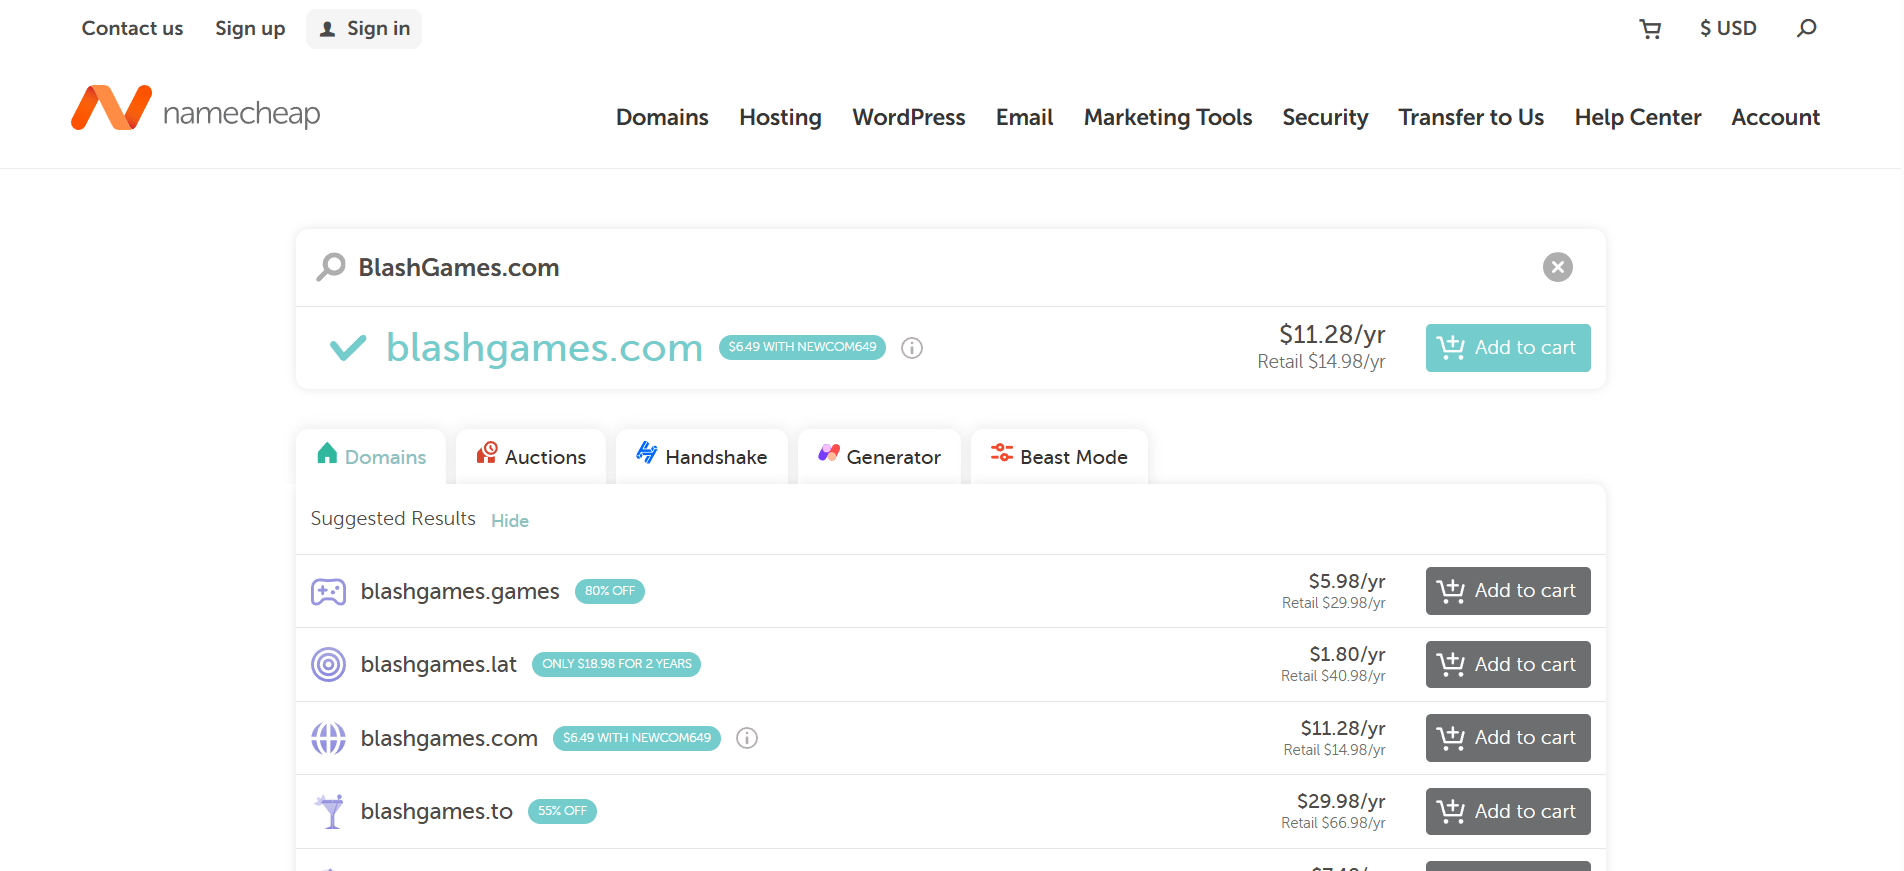 Contact us Sign up Sign in $ USD
namecheap Domains Hosting WordPress Email Marketing Tools Security Transfer to Us Help Center Account
BlashGames.com
blashgames.com $6.49 WITH NEWCOM649 $11.28/yr Add to cart
Retail $14.98/yr
Domains Auctions Handshake Generator Beast Mode
Suggested Results Hide
blashgames.games 80% OFF $5.98/yr Add to cart
Retail $29.98/yr
blashgames.lat ONLY $18.98 FOR 2 YEARS $1.80/yr Add to cart
Retail $40.98/yr
blashgames.com $6.49 WITH NEWCOM649 $11.28/yr Add to cart
Retail $14.98/yr
blashgames.to 55% OFF $29.98/yr Add to cart
Retail $66.98/yr